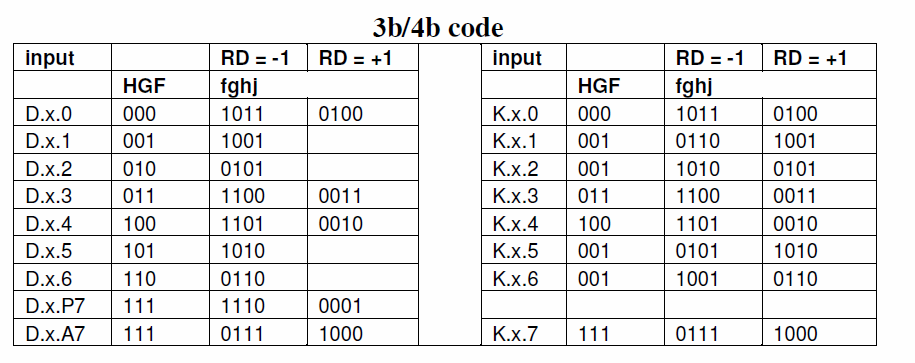 3b/4b code
input RD = -1 RD = +1 input RD = -1 RD = +1
HGF fghj HGF fghj
D.x.0 000 1011 0100 K.x.0 000 1011 0100
D.x.1 001 1001 K.x.1 001 0110 1001
D.x.2 010 0101 K.x.2 001 1010 0101
D.x.3 011 1100 0011 K.x.3 011 1100 0011
D.x.4 100 1101 0010 K.x.4 100 1101 0010
D.x.5 101 1010 K.x.5 001 0101 1010
D.x.6 110 0110 K.x.6 001 1001 0110
D.x.P7 111 1110 0001
D.x.A7 111 0111 1000 K.x.7 111 0111 1000